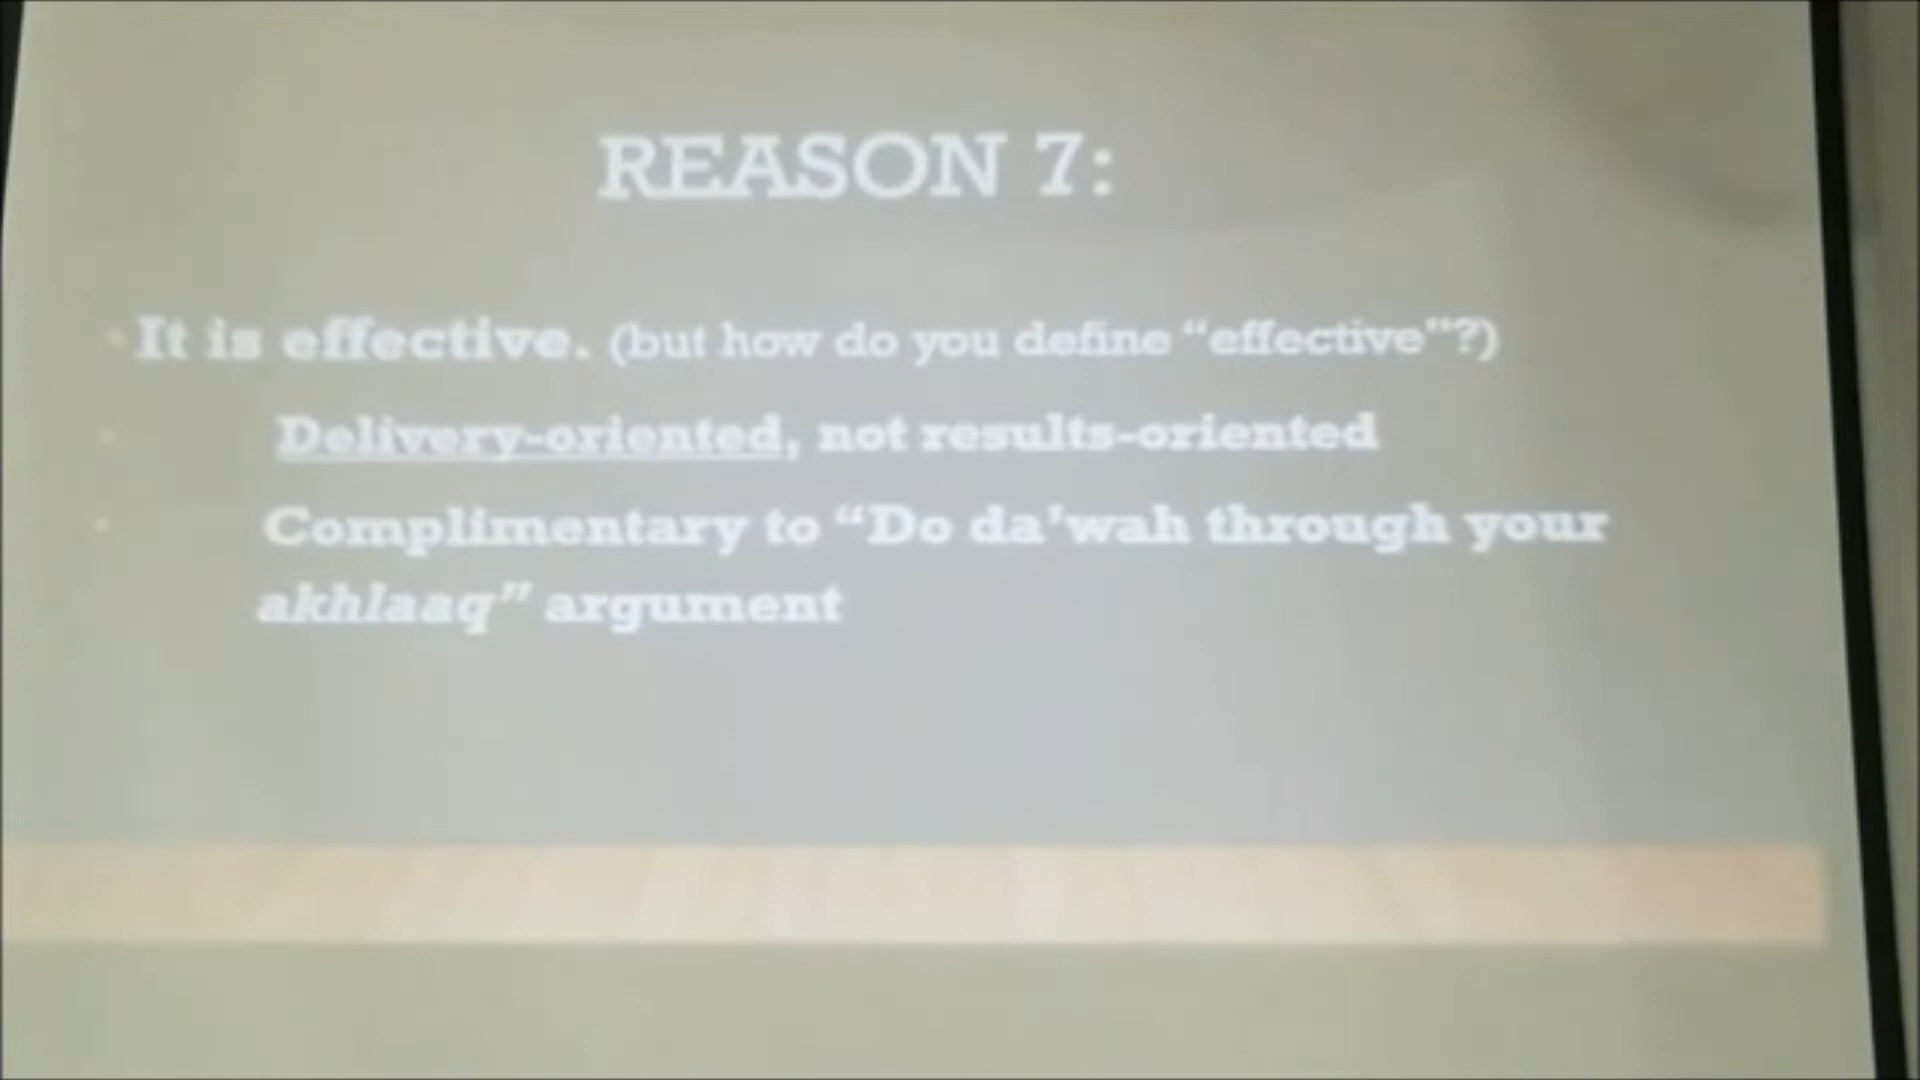 REASON 7:
It is effective. (but how do you define “effective”?)
Delivery-oriented, not results-oriented
Complimentary to “Do da’wah through your
akhlaaq” argument